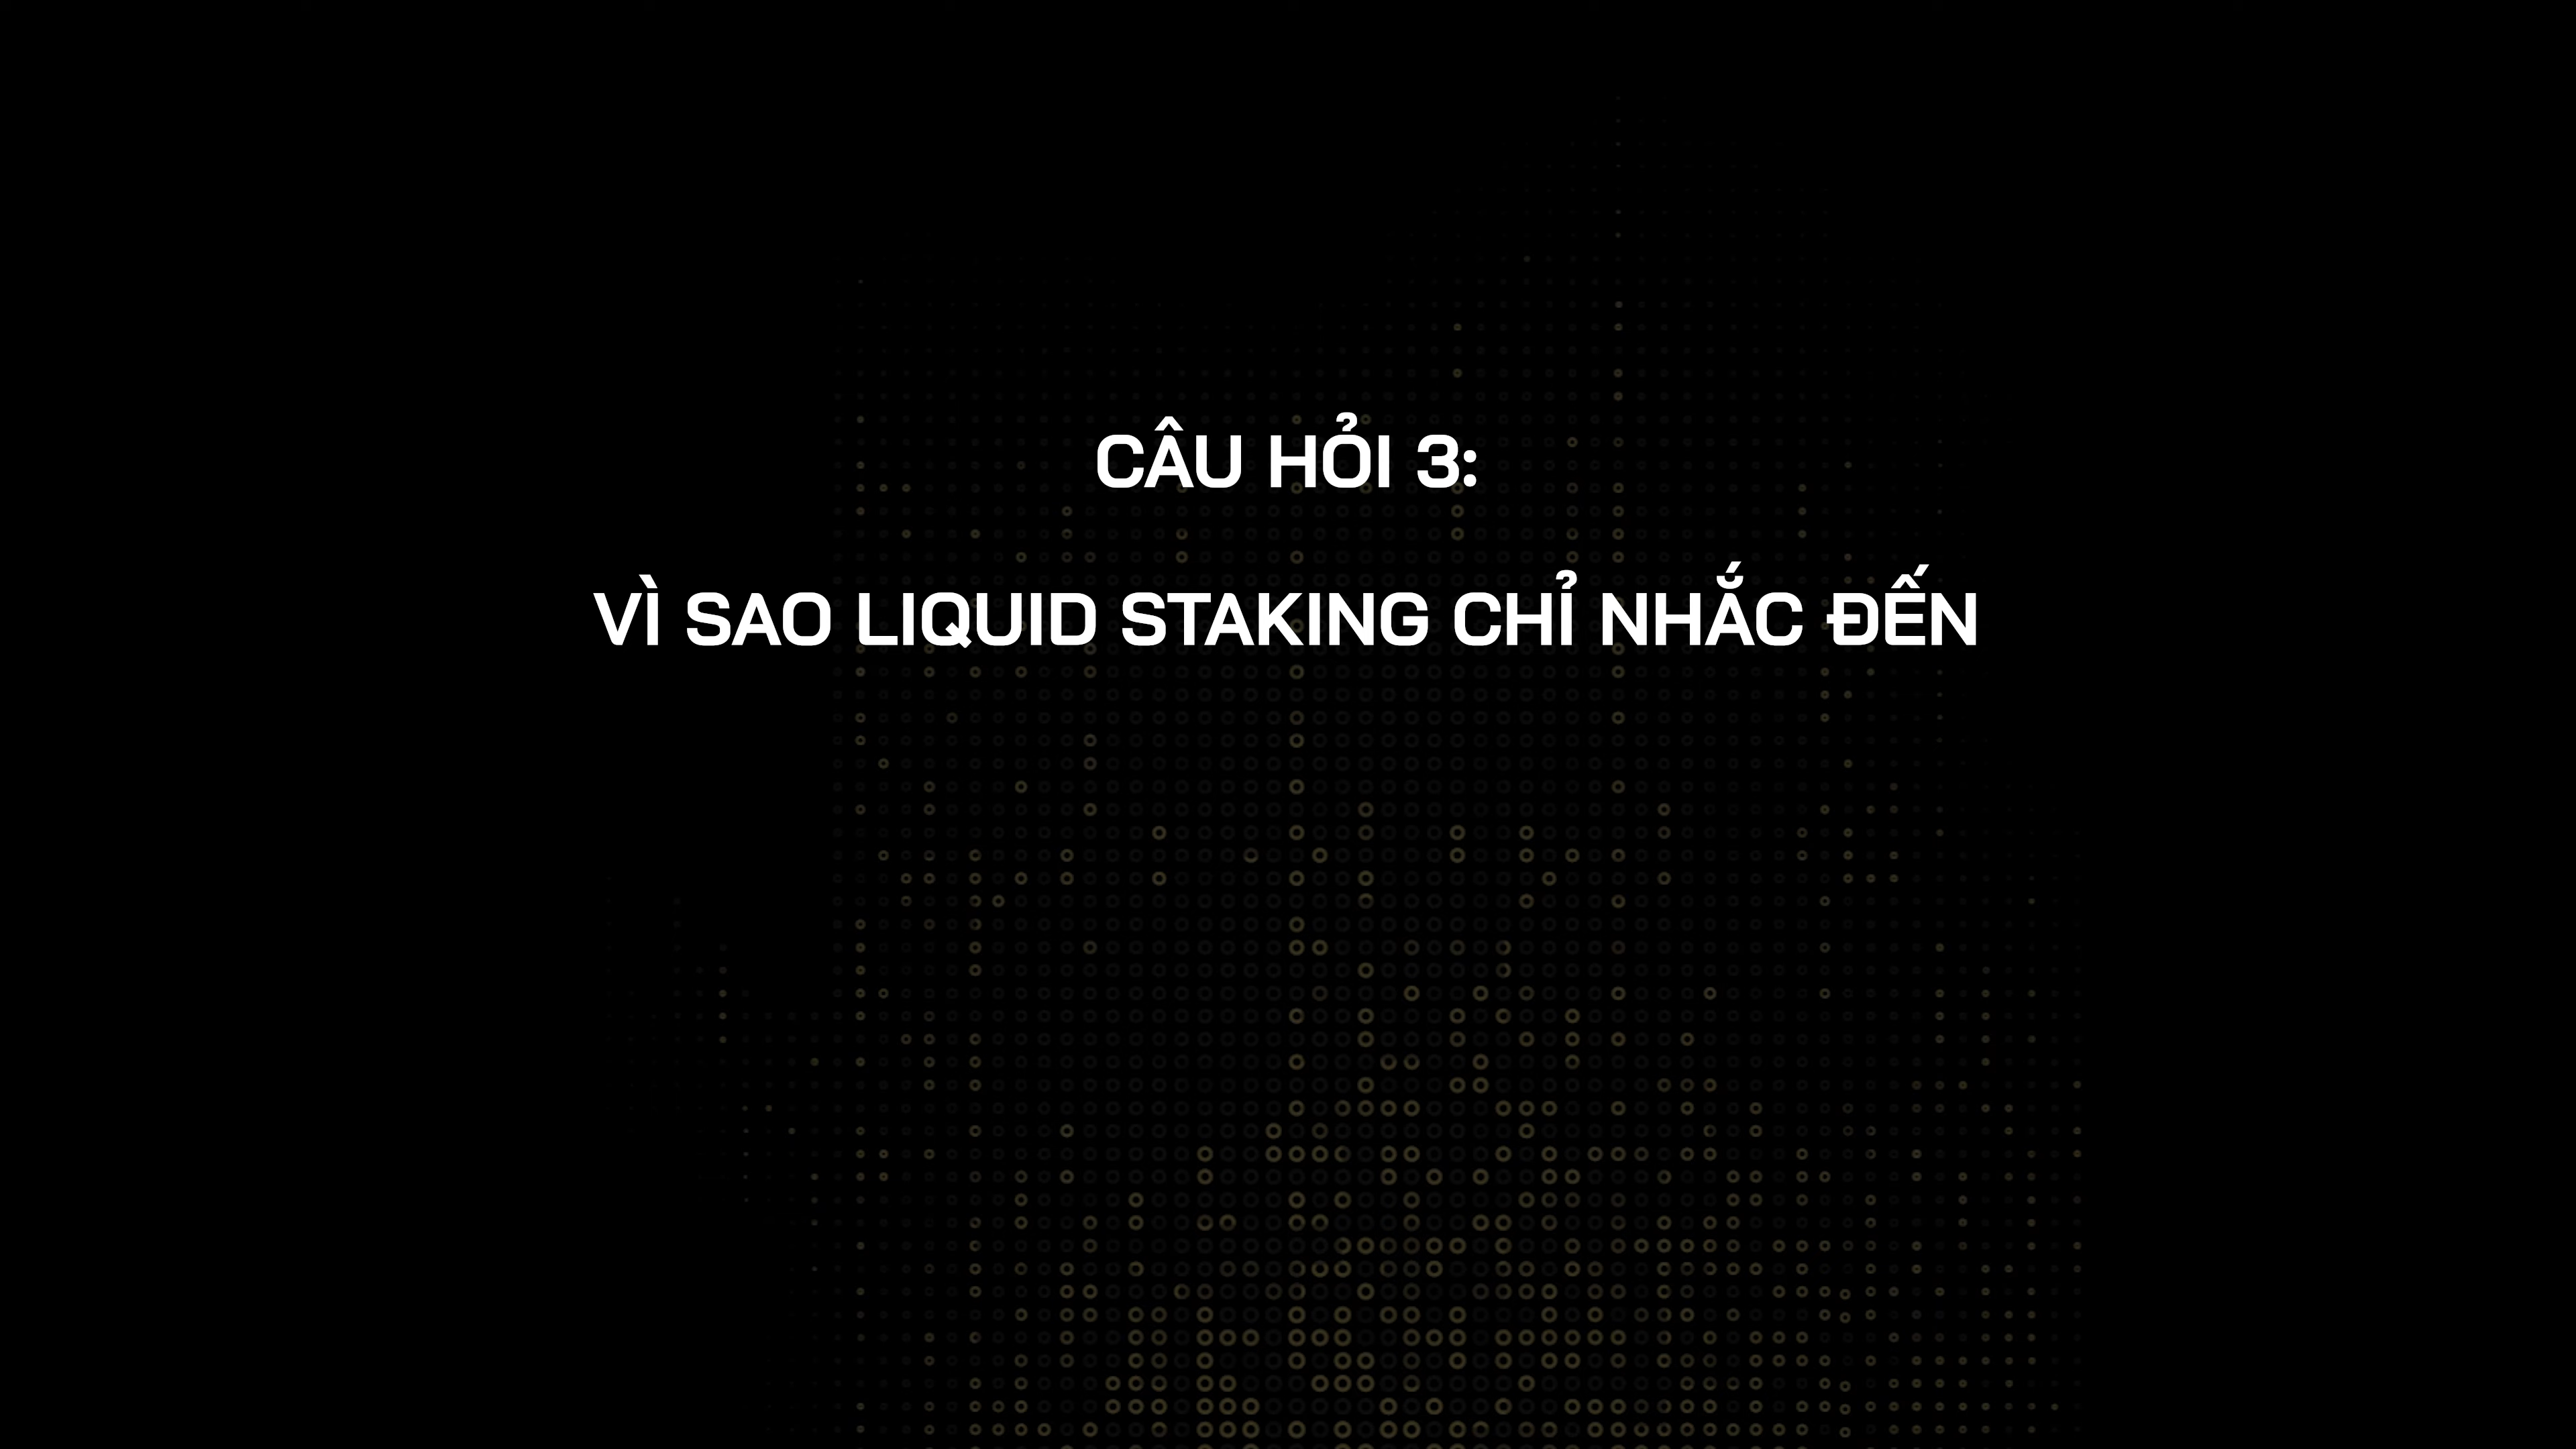 CÂU HỎI 3:
VÌ SAO LIQUID STAKING CHỈ NHẮC ĐẾN